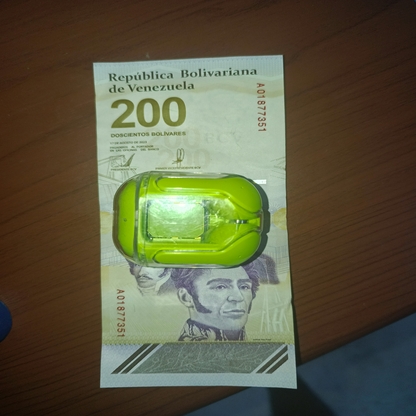 República Bolivariana
de Venezuela
A01877351
200
DOSCIENTOS BOLÍVARES
A01877351